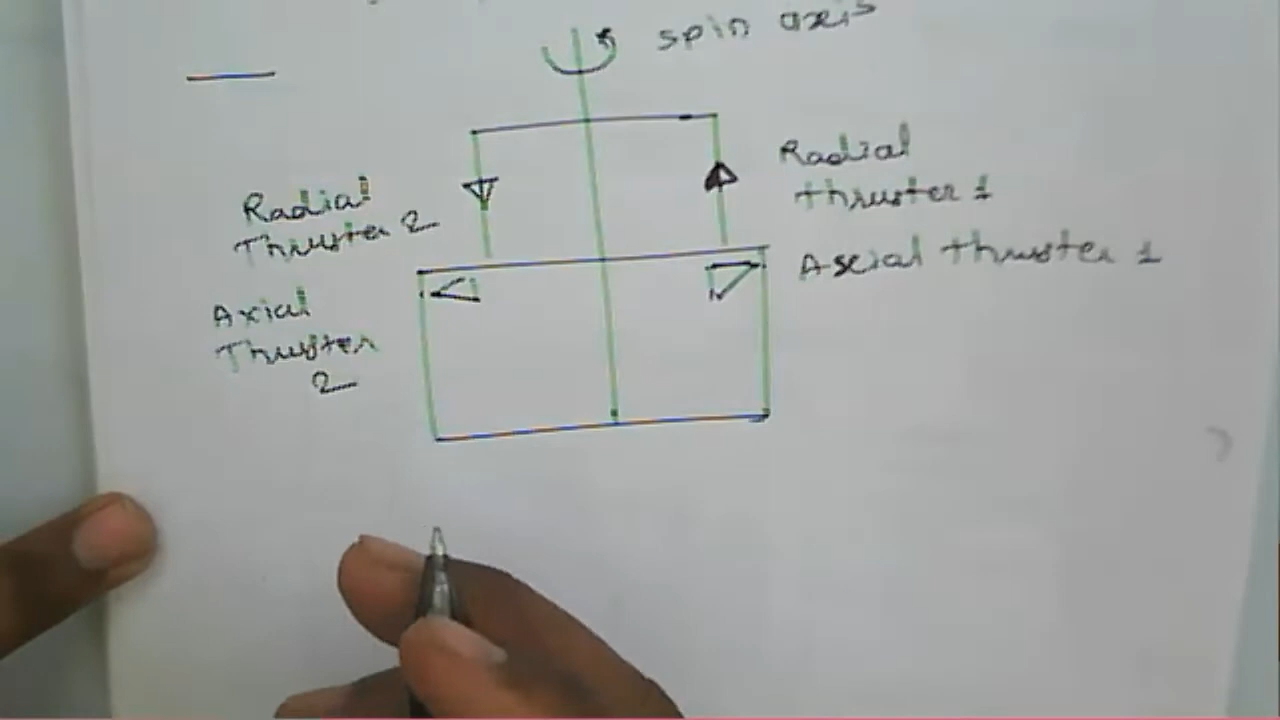 spin axis
Radial
thruster 1
Radial
Thruster 2
Axial thruster 1
Axial
Thruster
2